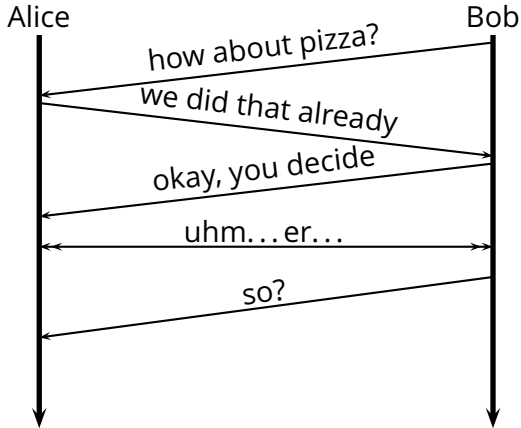 Alice
Bob
how about pizza?
we did that already
okay, you decide
uhm...er...
so?